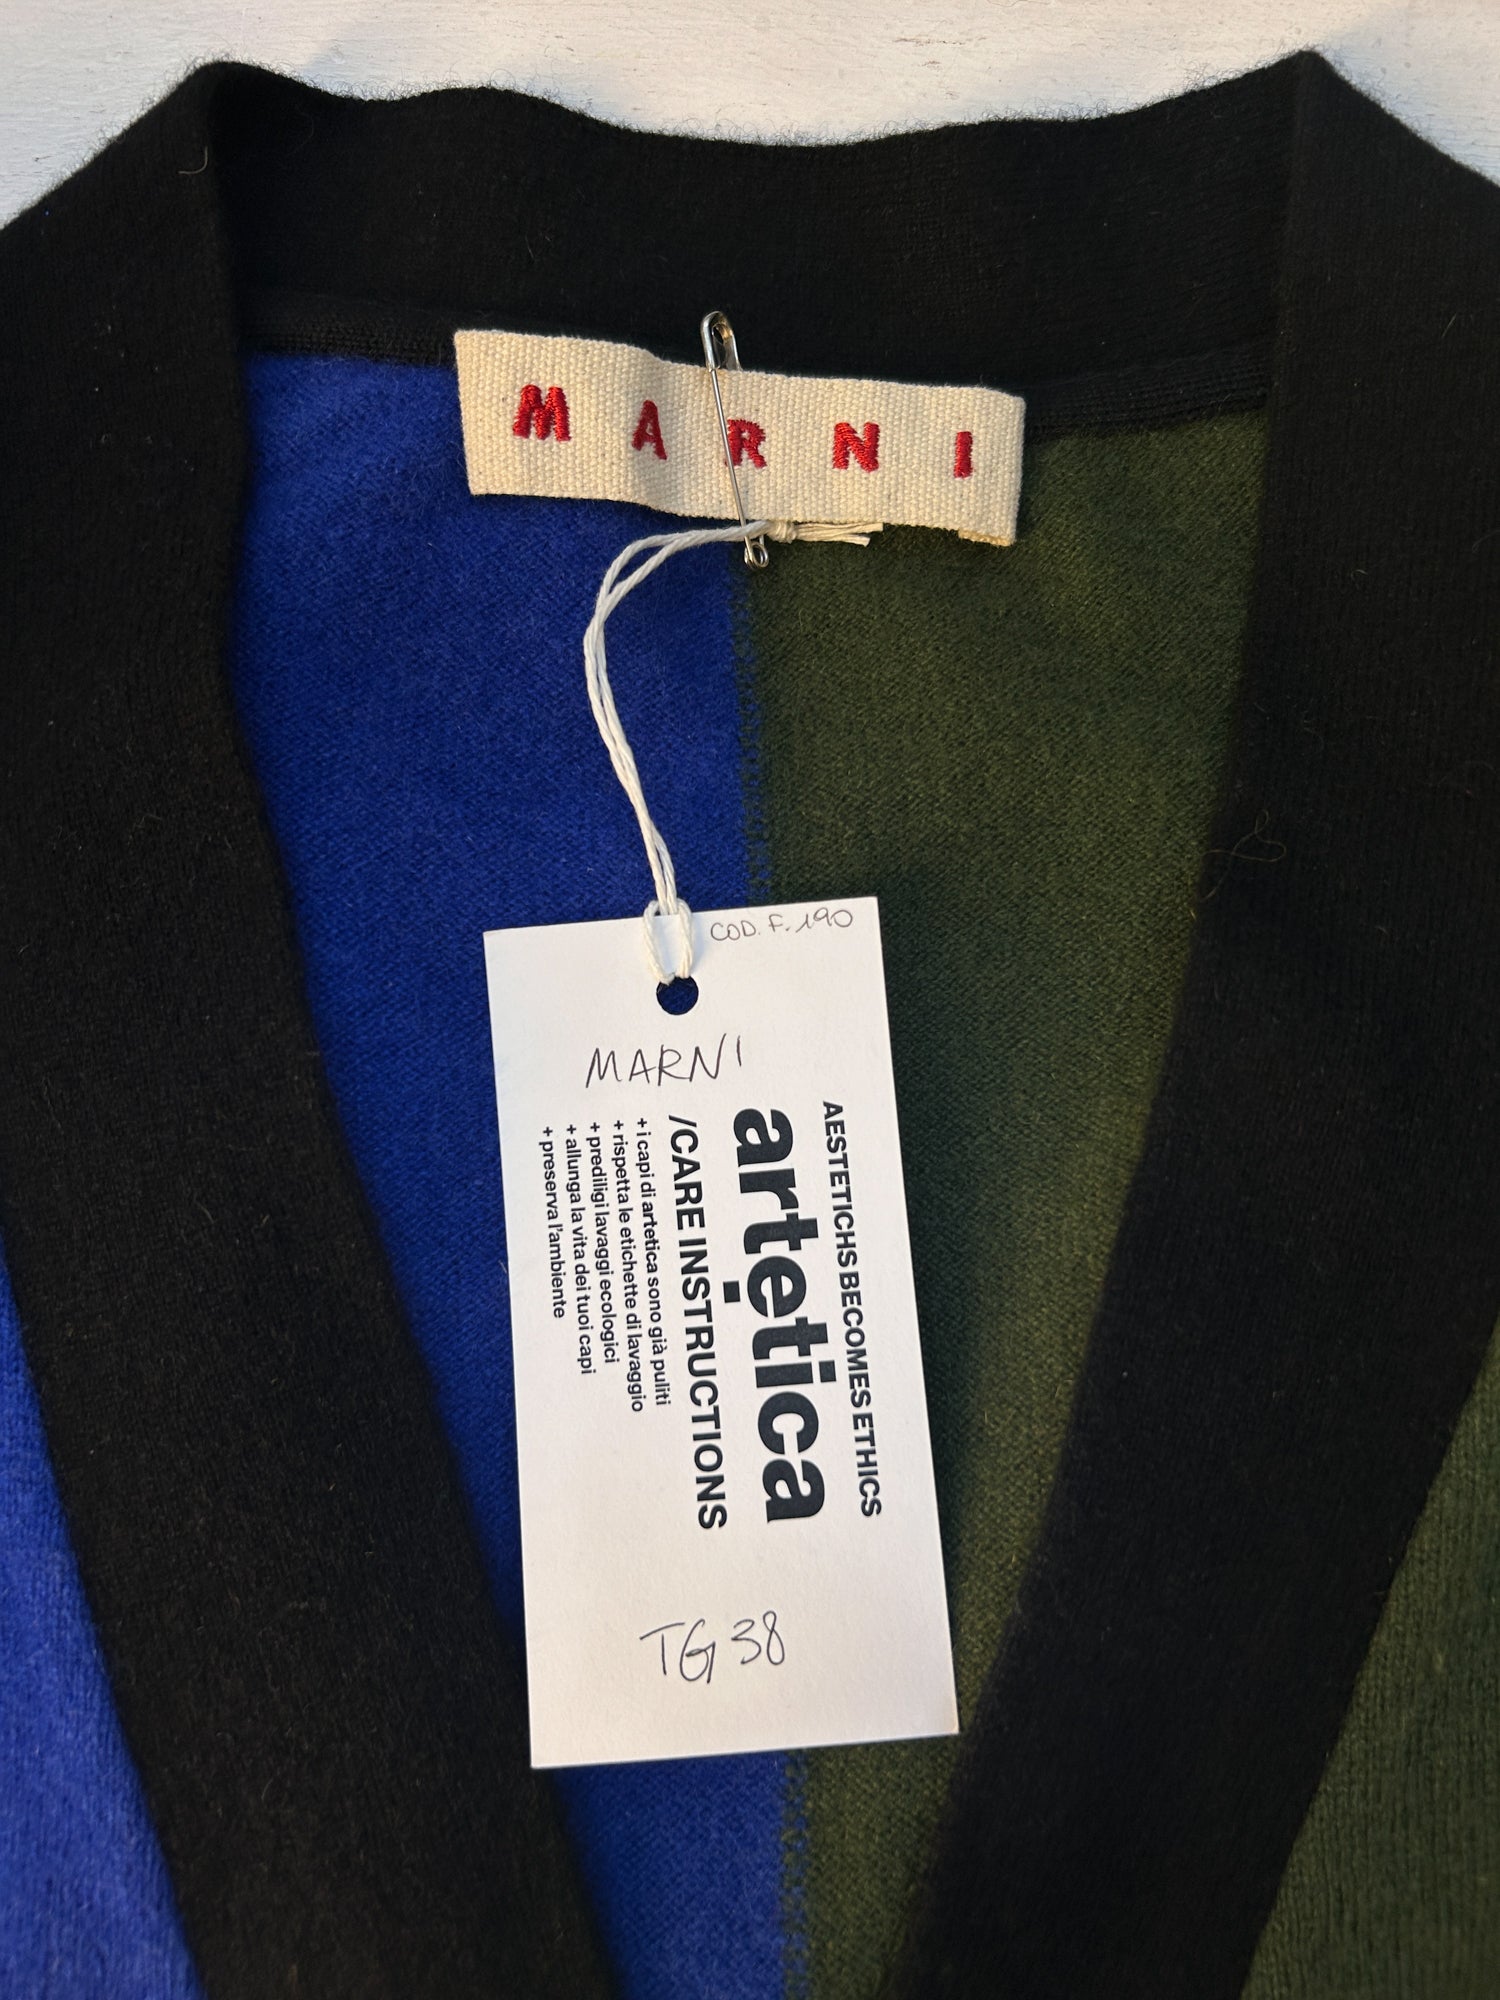 MARNI
COD. F. 190
MARNI
AESTETICHS BECOMES ETHICS
artetica
/CARE INSTRUCTIONS
+ i capi di artetica sono già puliti
+ rispetta le etichette di lavaggio
+ prediligi lavaggi ecologici
+ allunga la vita dei tuoi capi
+ preserva l'ambiente
TG 38